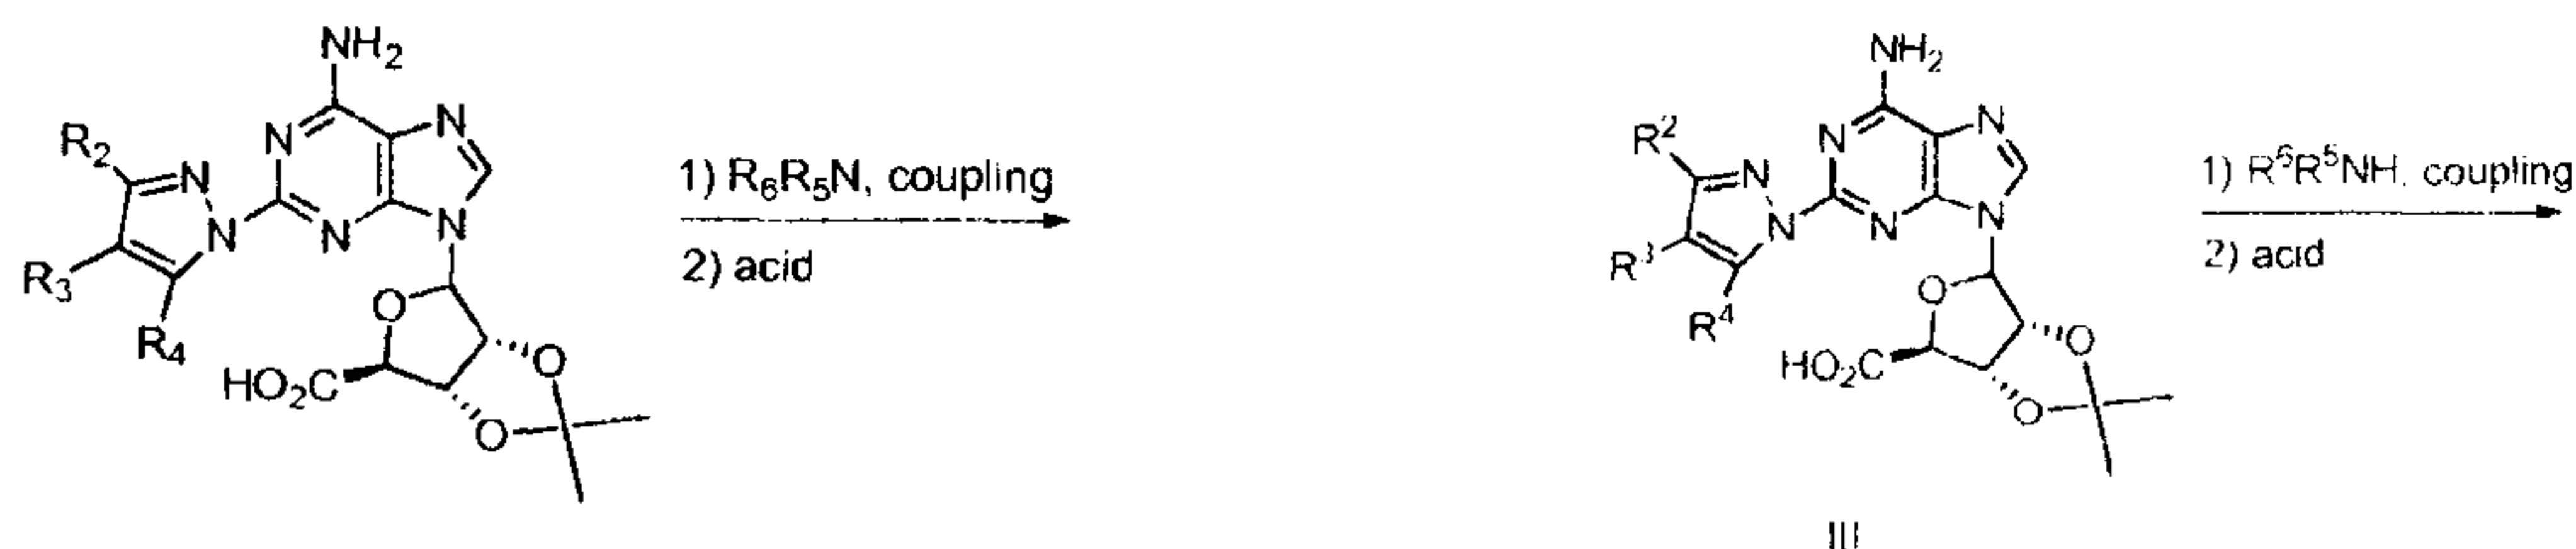 NH2
N
N
R2
N
N
N
N
R3
R4
O
HO2C
O
O
1) R6R5N, coupling
2) acid
NH2
N
N
R2
N
N
N
N
R3
R4
O
HO2C
O
O
1) R6R5NH, coupling
2) acid
III